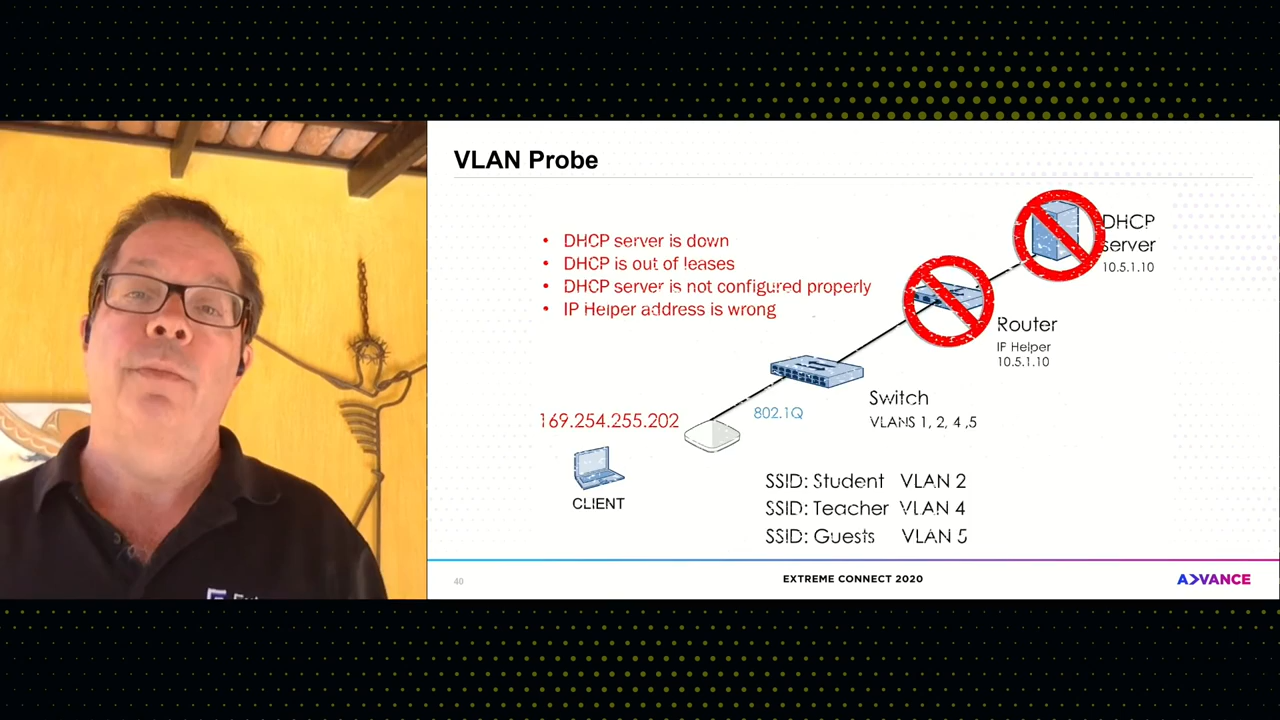 VLAN Probe
• DHCP server is down
• DHCP is out of leases
• DHCP server is not configured properly
• IP Helper address is wrong
DHCP
server
10.5.1.10
Router
IP Helper
10.5.1.10
Switch
VLANS 1, 2, 4 ,5
802.1Q
169.254.255.202
CLIENT
SSID: Student VLAN 2
SSID: Teacher VLAN 4
SSID: Guests VLAN 5
40
EXTREME CONNECT 2020
ADVANCE